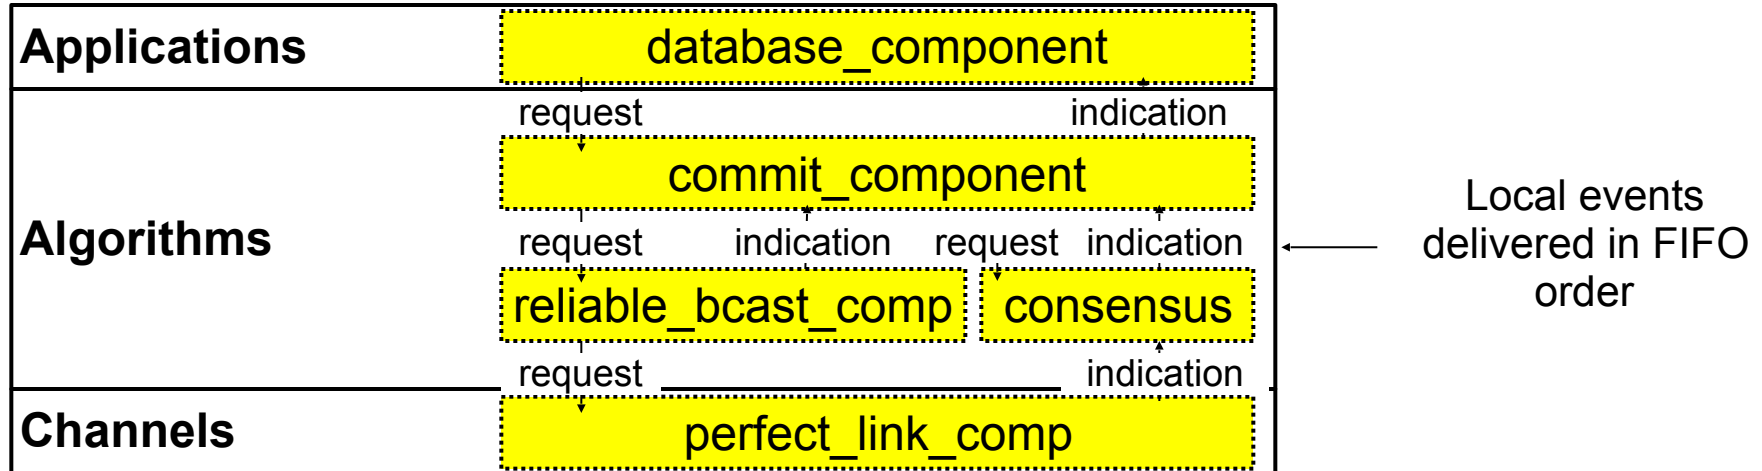 Applications
database_component
request
indication
commit_component
Algorithms
request
indication
request
indication
reliable_bcast_comp
consensus
request
indication
Channels
perfect_link_comp
Local events
delivered in FIFO
order